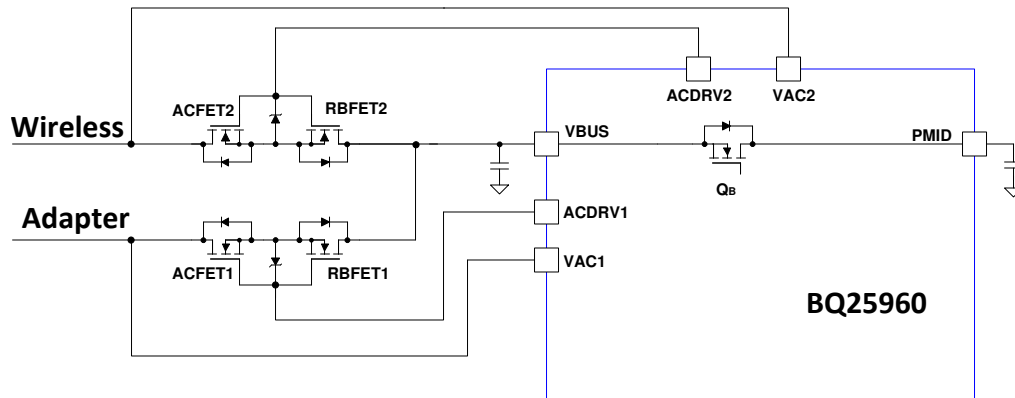 ACDRV2
VAC2
ACFET2
RBFET2
Wireless
VBUS
PMID
QB
Adapter
ACDRV1
ACFET1
RBFET1
VAC1
BQ25960